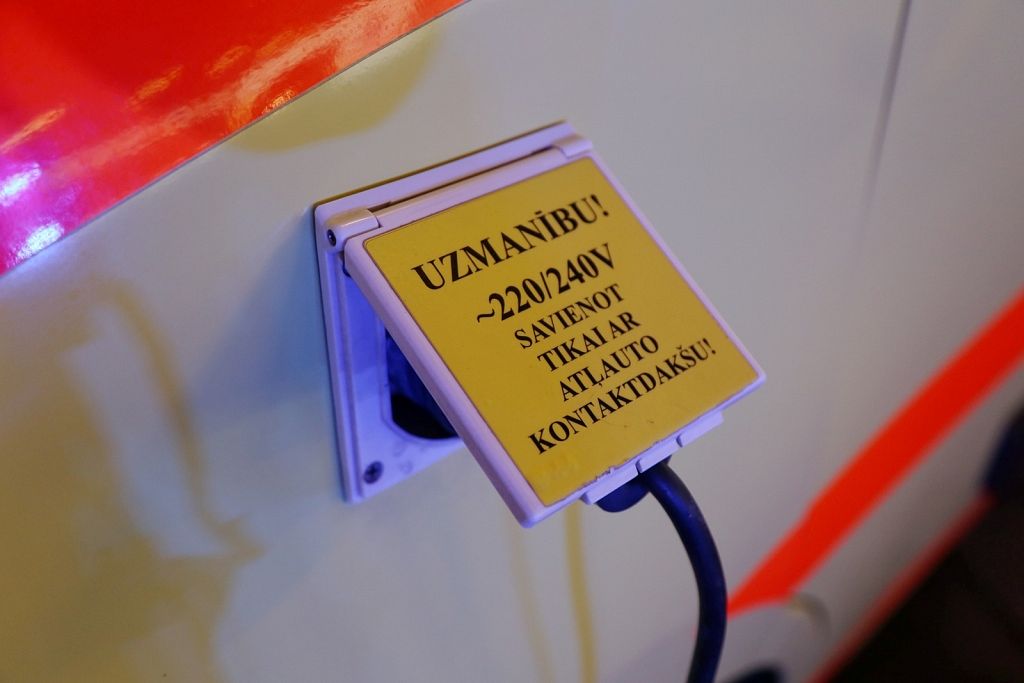 UZMANĪBU!
~220/240V
SAVIENOT
TIKAI AR
ATĻAUTO
KONTAKTDAKŠU!